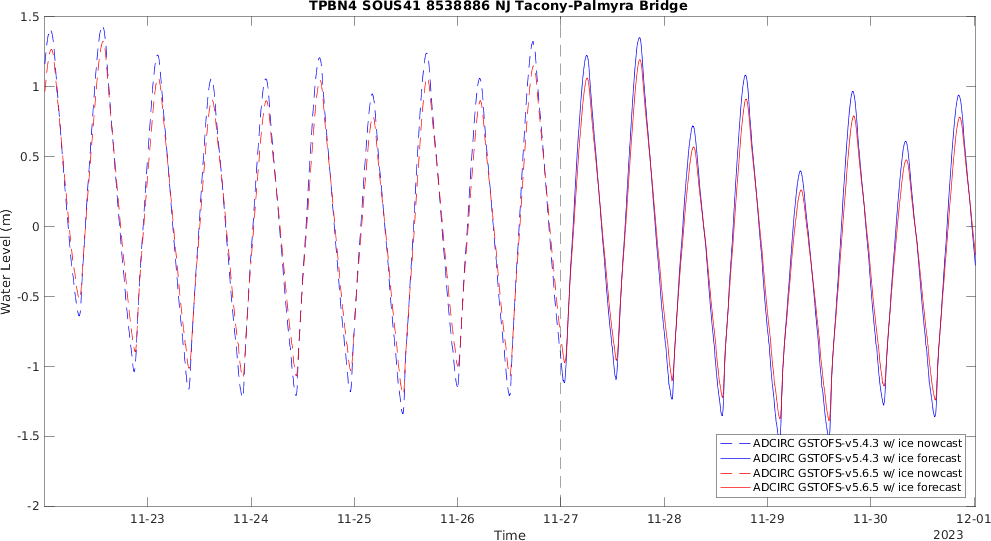 TPBN4 SOUS41 8538886 NJ Tacony-Palmyra Bridge
1.5
1
0.5
0
-0.5
-1
-1.5
-2
Water Level (m)
11-23
11-24
11-25
11-26
11-27
11-28
11-29
11-30
12-01
Time
2023
ADCIRC GSTOFS-v5.4.3 w/ ice nowcast
ADCIRC GSTOFS-v5.4.3 w/ ice forecast
ADCIRC GSTOFS-v5.6.5 w/ ice nowcast
ADCIRC GSTOFS-v5.6.5 w/ ice forecast